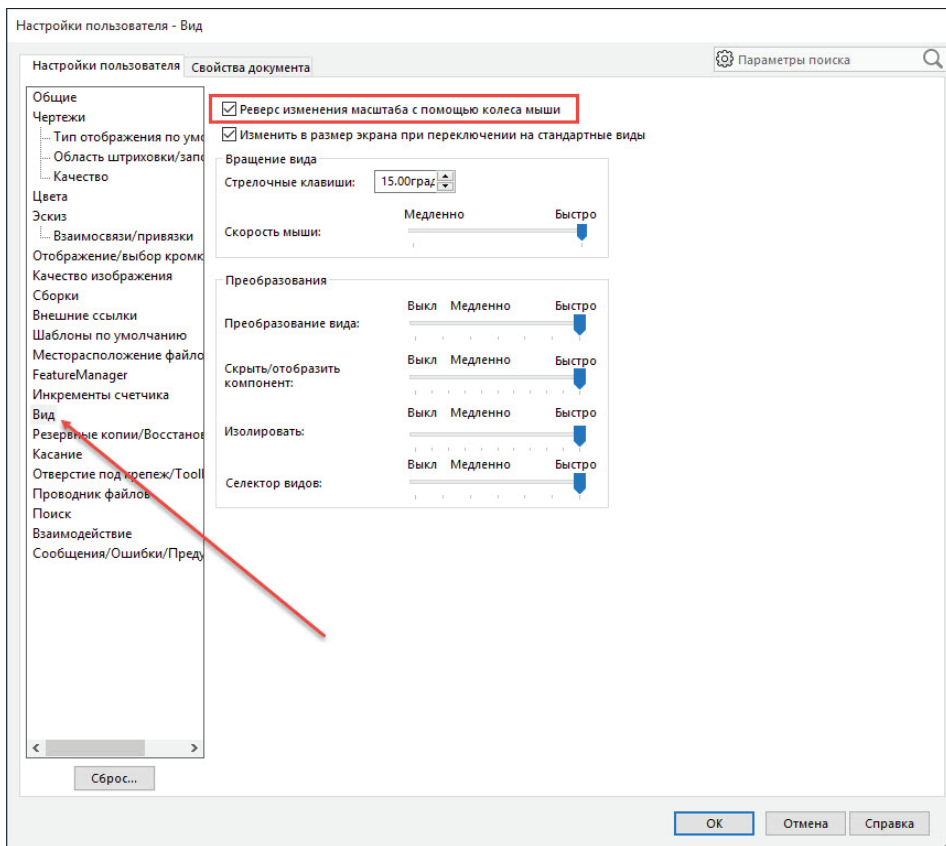 Настройки пользователя - Вид
Настройки пользователя
Свойства документа
Параметры поиска
Общие
Чертежи
Тип отображения по умо
Область штриховки/запо
Качество
Цвета
Эскиз
Взаимосвязи/привязки
Отображение/выбор кромк
Качество изображения
Сборки
Внешние ссылки
Шаблоны по умолчанию
Месторасположение файло
FeatureManager
Инкременты счетчика
Вид
Резервные копии/Восстанов
Касание
Отверстие под крепеж/Tooll
Проводник файлов
Поиск
Взаимодействие
Сообщения/Ошибки/Преду
Сброс...
Реверс изменения масштаба с помощью колеса мыши
Изменить в размер экрана при переключении на стандартные виды
Вращение вида
Стрелочные клавиши: 15.00град
Медленно Быстро
Скорость мыши:
Преобразования
Выкл Медленно Быстро
Преобразование вида:
Выкл Медленно Быстро
Скрыть/отобразить
компонент:
Выкл Медленно Быстро
Изолировать:
Выкл Медленно Быстро
Селектор видов:
OK Отмена Справка